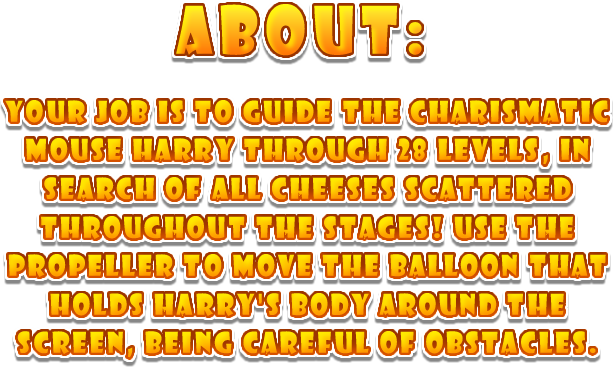 ABOUT:
YOUR JOB IS TO GUIDE THE CHARISMATIC
MOUSE HARRY THROUGH 28 LEVELS, IN
SEARCH OF ALL CHEESES SCATTERED
THROUGHOUT THE STAGES! USE THE
PROPELLER TO MOVE THE BALLOON THAT
HOLDS HARRY'S BODY AROUND THE
SCREEN, BEING CAREFUL OF OBSTACLES.